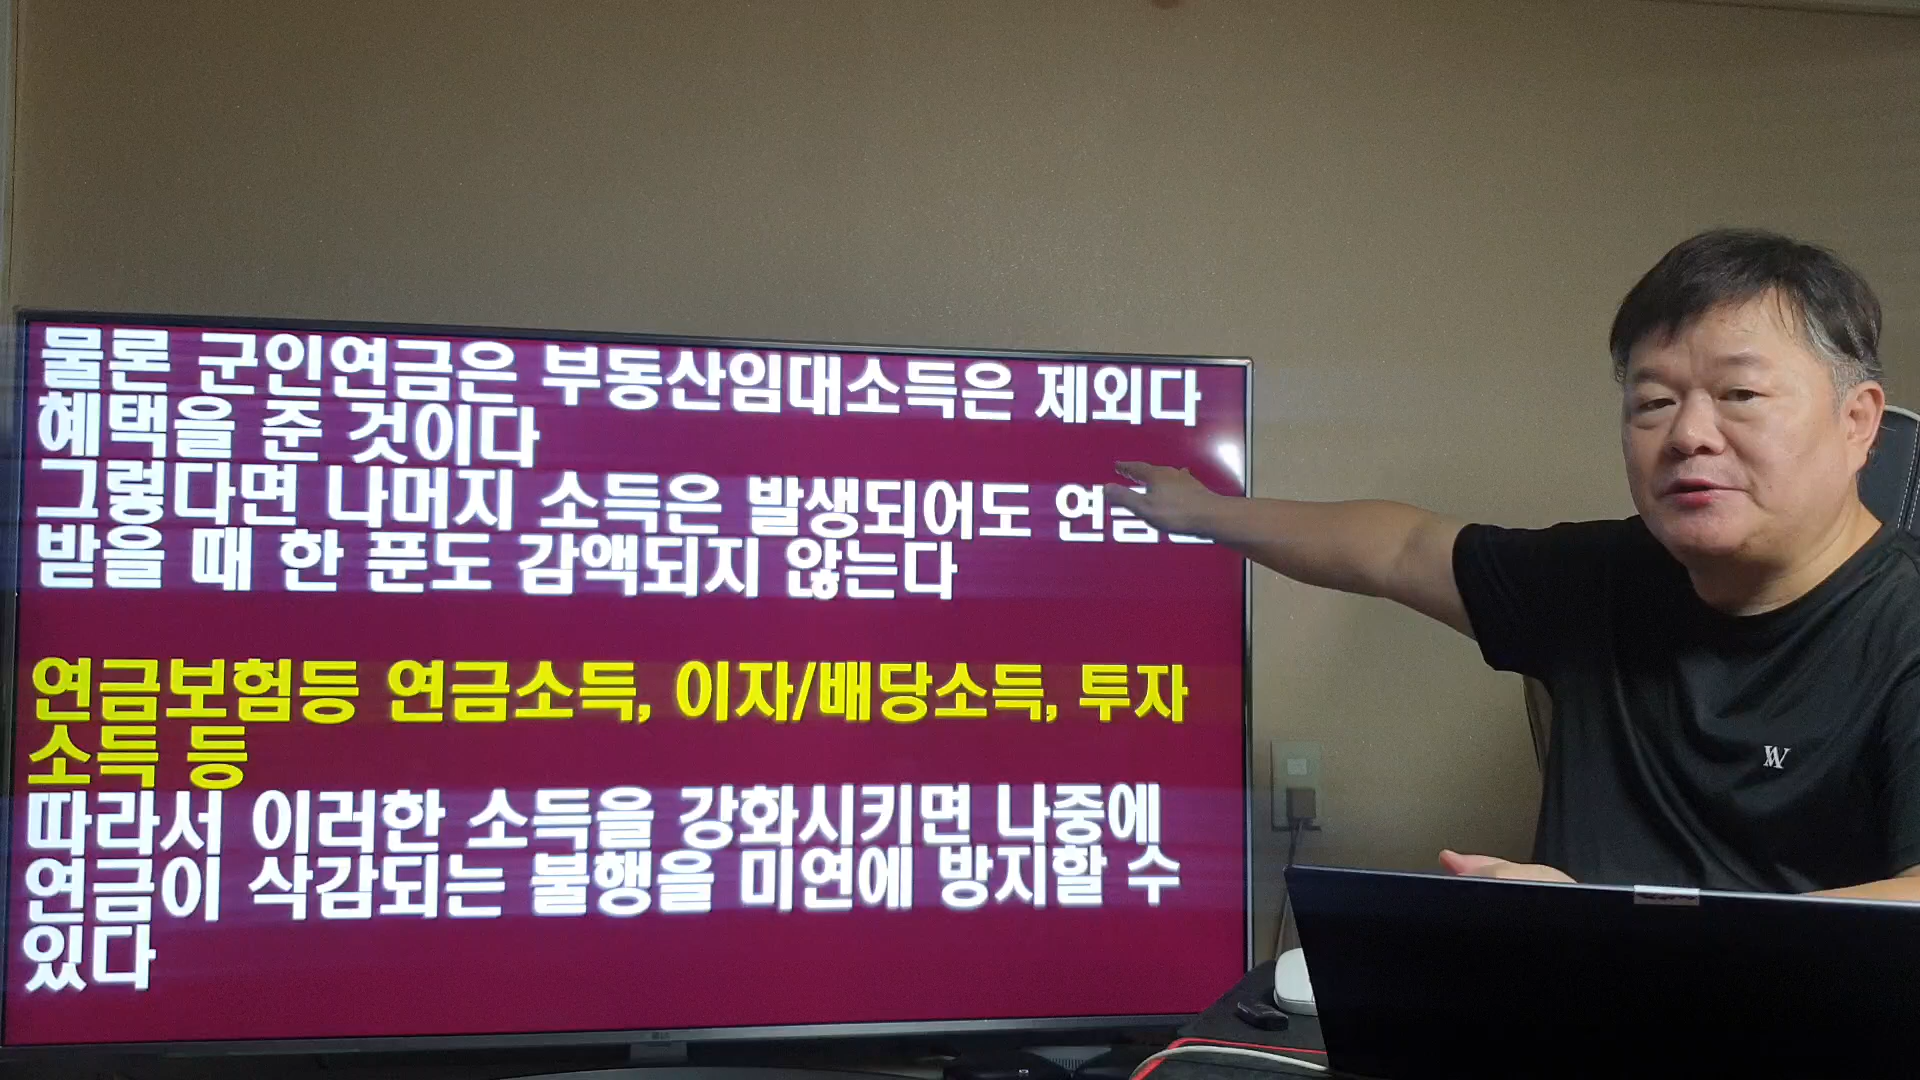 물론 군인연금은 부동산임대소득은 제외다
혜택을 준 것이다
그렇다면 나머지 소득은 발생되어도
받을 때 한 푼도 감액되지 않는다
연금보험등 연금소득, 이자/배당소득, 투자
소득 등
따라서 이러한 소득을 강화시키면 나중에
연금이 삭감되는 불행을 미연에 방지할 수
있다
LG